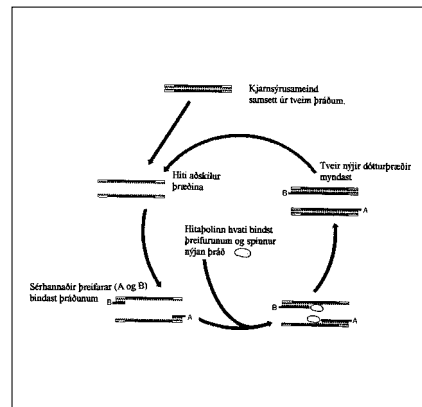 Kjarnsýrusameind
samsett úr tveim þráðum.
Tveir nýjir dótturþræðir
myndast
B
A
Hiti aðskilur
þræðina
Hitaþolinn hvati bindst
þreifurunum og spinnur
nýjan þráð
Sérhannaðir þreifarar (A og B)
bindast þráðunum
B
A
B
A